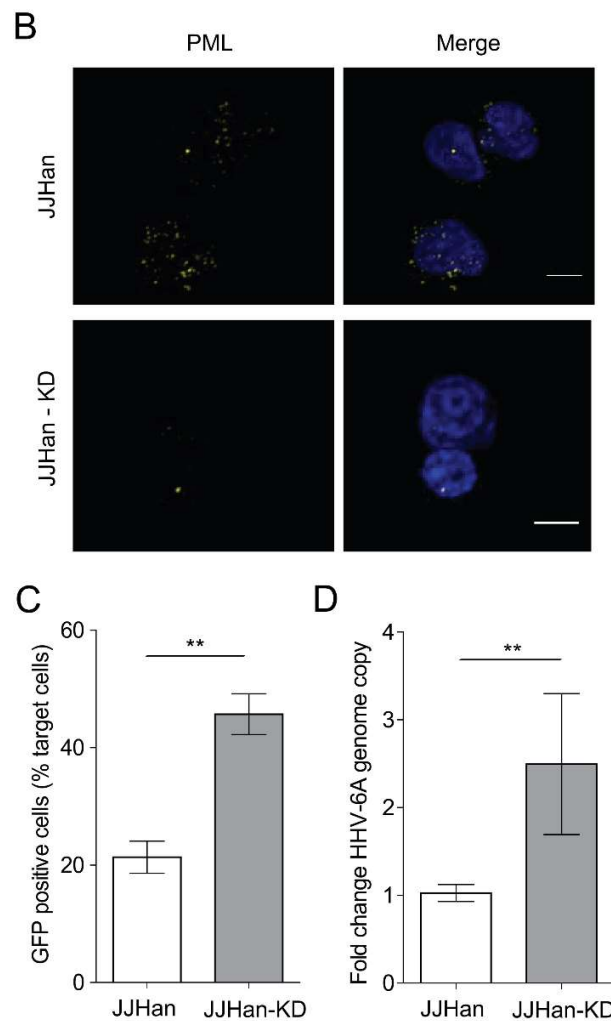 B
PML Merge
JJHan
JJHan - KD
C
GFP positive cells (% target cells)
60
40
20
0
**
JJHan JJHan-KD
D
Fold change HHV-6A genome copy
4
3
2
1
0
**
JJHan JJHan-KD